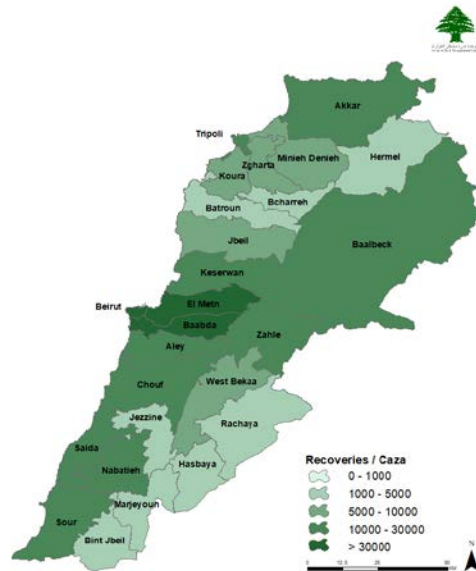 Akkar
Tripoli
Minieh Denieh
Hermel
Zgharta
Koura
Bcharreh
Batroun
Jbeil
Baalbeck
Keserwan
El Metn
Beirut
Baabda
Zahle
Aley
West Bekaa
Chouf
Jezzine
Rachaya
Saida
Hasbaya
Nabatieh
Marjeyoun
Sour
Bint Jbeil
Recoveries / Caza
0 - 1000
1000 - 5000
5000 - 10000
10000 - 30000
> 30000
N